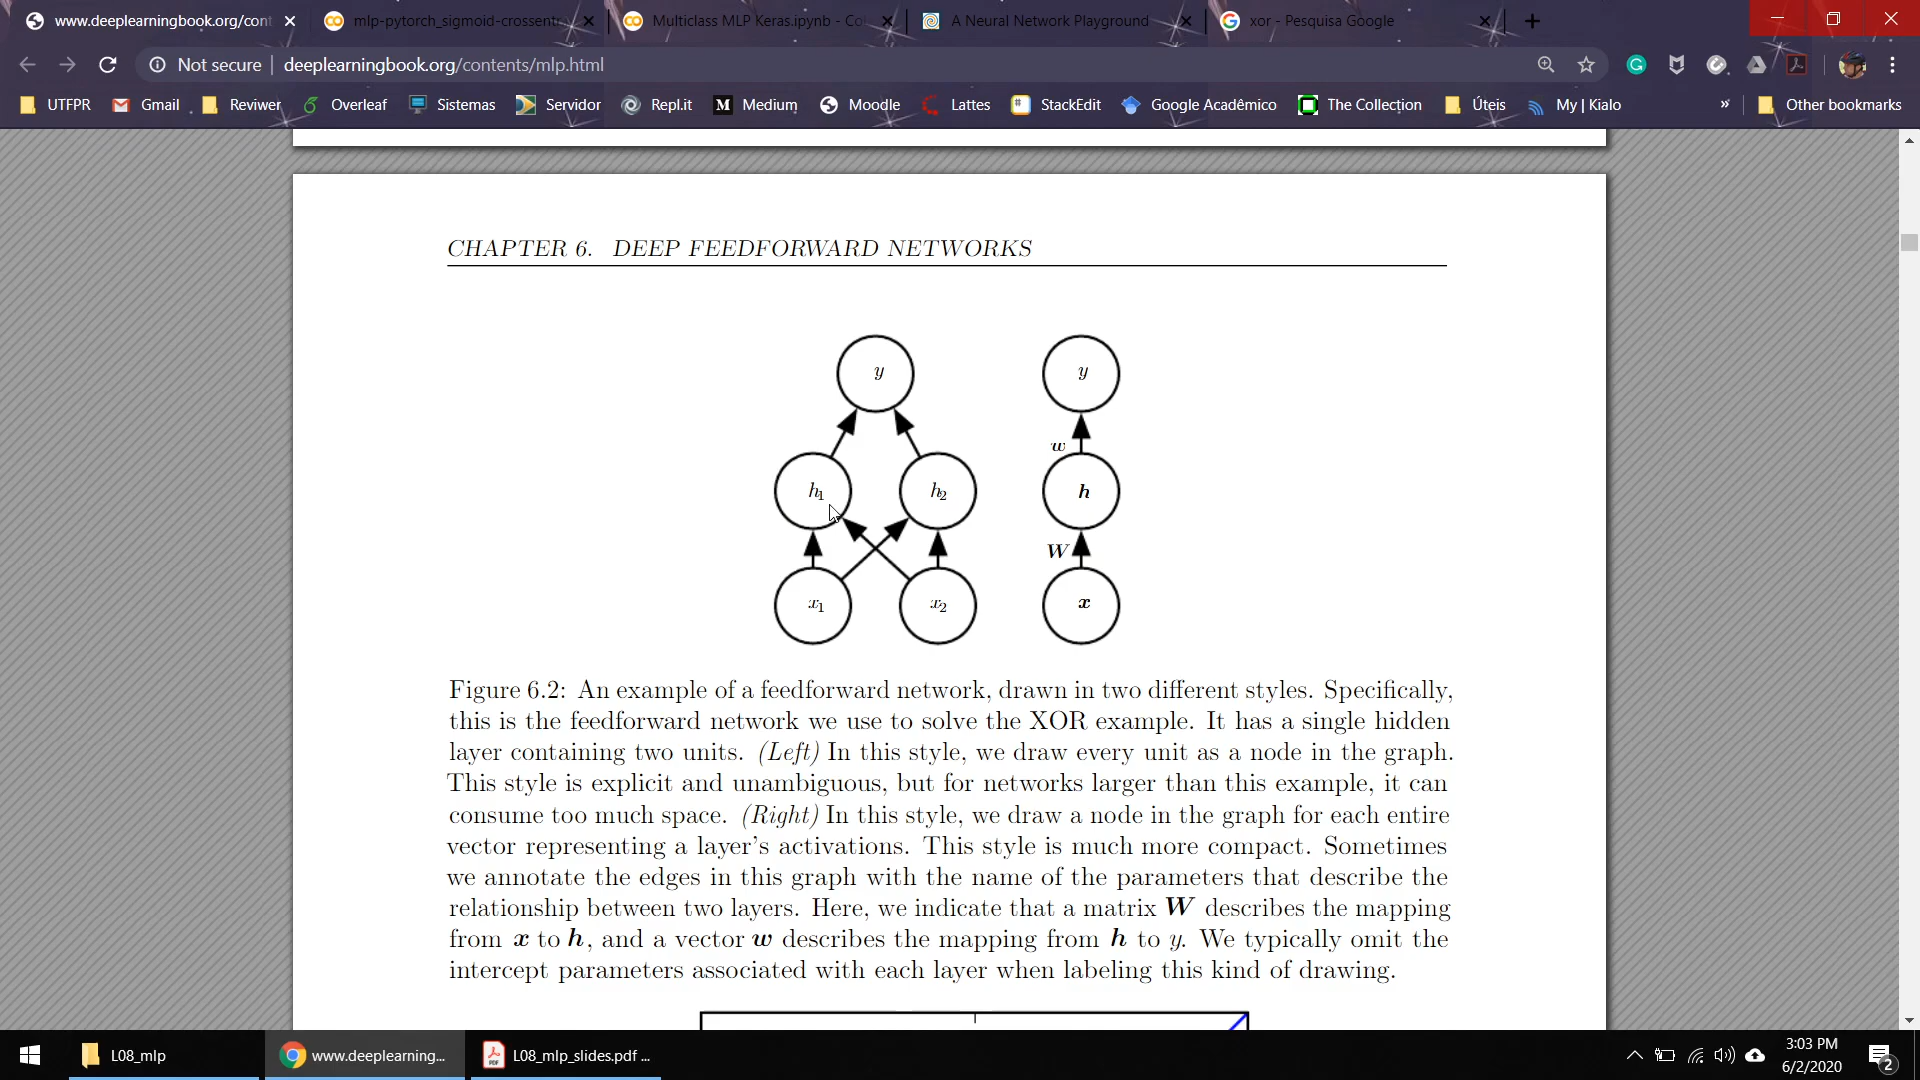 www.deeplearningbook.org/cont
mlp-pytorch_sigmoid-crossentr
Multiclass MLP Keras.ipynb - Co
A Neural Network Playground
xor - Pesquisa Google
Not secure | deeplearningbook.org/contents/mlp.html
UTFPR Gmail Reviwer Overleaf Sistemas Servidor Repl.it Medium Moodle Lattes StackEdit Google Acadêmico The Collection Úteis My | Kialo » Other bookmarks
CHAPTER 6. DEEP FEEDFORWARD NETWORKS
y y
w
h1 h2 h
W
x1 x2 x
Figure 6.2: An example of a feedforward network, drawn in two different styles. Specifically,
this is the feedforward network we use to solve the XOR example. It has a single hidden
layer containing two units. (Left) In this style, we draw every unit as a node in the graph.
This style is explicit and unambiguous, but for networks larger than this example, it can
consume too much space. (Right) In this style, we draw a node in the graph for each entire
vector representing a layer's activations. This style is much more compact. Sometimes
we annotate the edges in this graph with the name of the parameters that describe the
relationship between two layers. Here, we indicate that a matrix W describes the mapping
from x to h, and a vector w describes the mapping from h to y. We typically omit the
intercept parameters associated with each layer when labeling this kind of drawing.
L08_mlp
www.deeplearning...
L08_mlp_slides.pdf ...
3:03 PM
6/2/2020
2